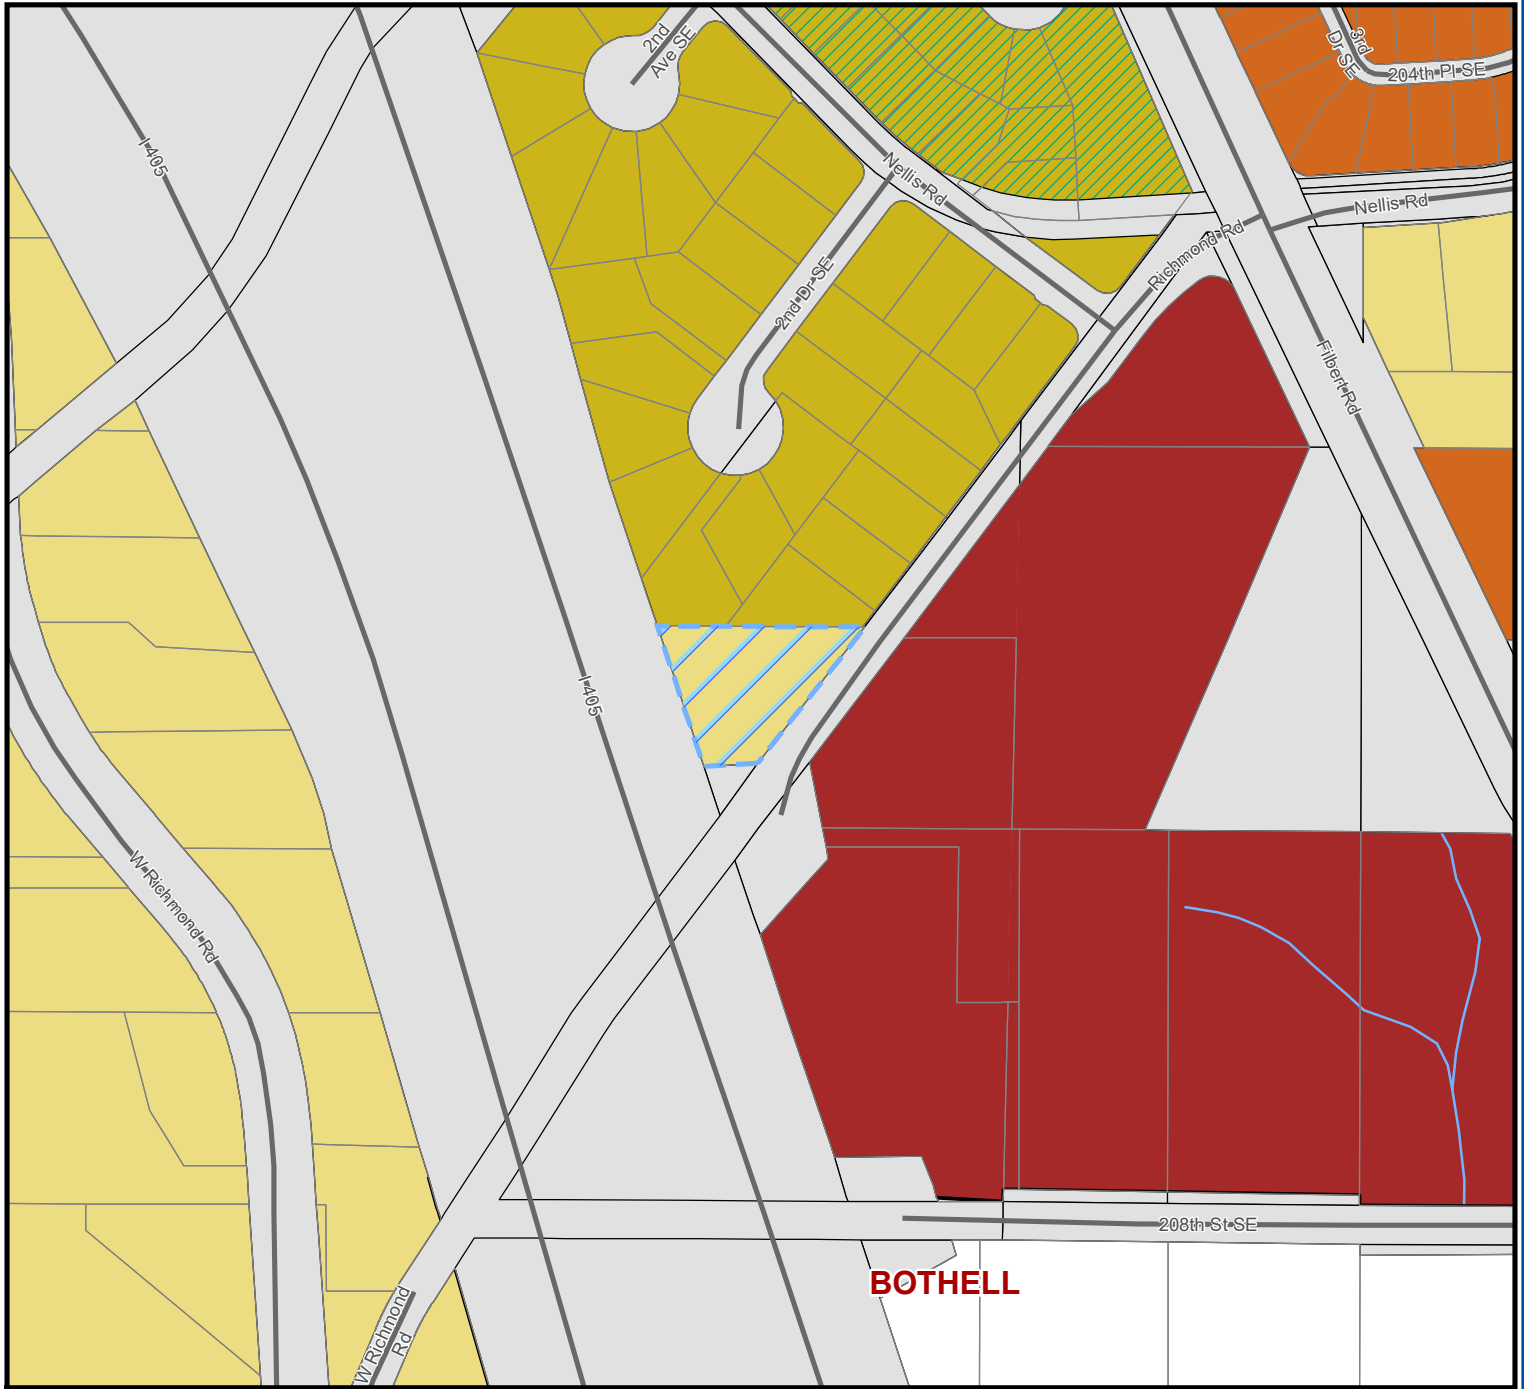 2nd
Ave SE
3rd
Dr SE
204th Pl SE
I 405
Nellis Rd
Nellis Rd
Richmond Rd
2nd Dr SE
Filbert Rd
I 405
W Richmond Rd
208th St SE
BOTHELL
W Richmond
Rd